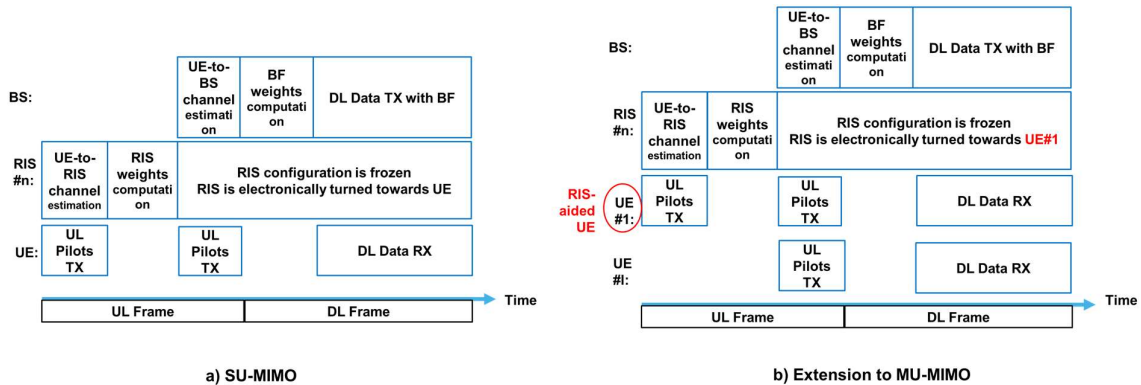 BS:
UE-to-
BS
channel
estimati
on
BF
weights
computati
on
DL Data TX with BF
RIS
#n:
UE-to-
RIS
channel
estimation
RIS
weights
computati
on
RIS configuration is frozen
RIS is electronically turned towards UE
UE:
UL
Pilots
TX
UL
Pilots
TX
DL Data RX
Time
UL Frame
DL Frame
a) SU-MIMO
BS:
UE-to-
BS
channel
estimati
on
BF
weights
computati
on
DL Data TX with BF
RIS
#n:
UE-to-
RIS
channel
estimation
RIS
weights
computati
on
RIS configuration is frozen
RIS is electronically turned towards UE#1
RIS-
aided
UE
UE
#1:
UL
Pilots
TX
UL
Pilots
TX
DL Data RX
UE
#l:
UL
Pilots
TX
DL Data RX
Time
UL Frame
DL Frame
b) Extension to MU-MIMO